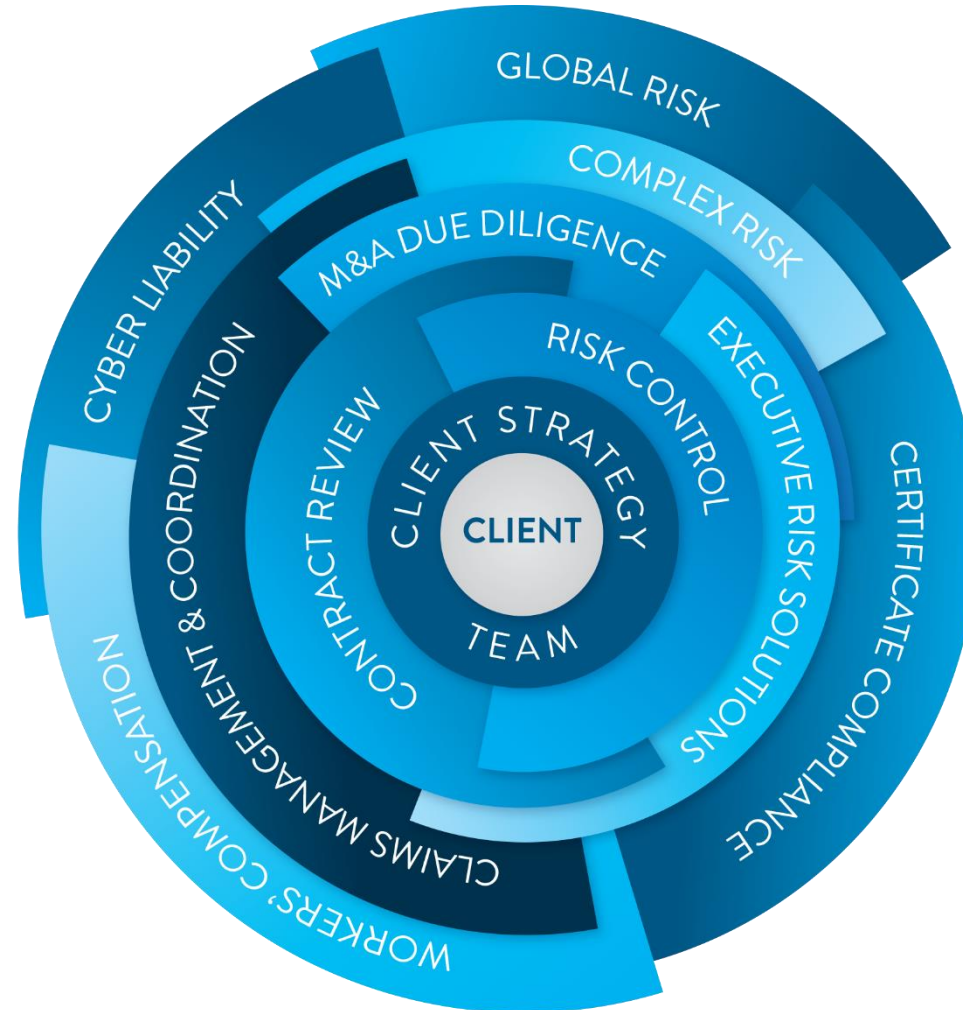 GLOBAL RISK
COMPLEX RISK
M&A DUE DILIGENCE
CYBER LIABILITY
RISK CONTROL
EXECUTIVE RISK SOLUTIONS
CLAIMS MANAGEMENT & COORDINATION
CONTRACT REVIEW
CLIENT STRATEGY
CLIENT
TEAM
CERTIFICATE COMPLIANCE
WORKERS' COMPENSATION